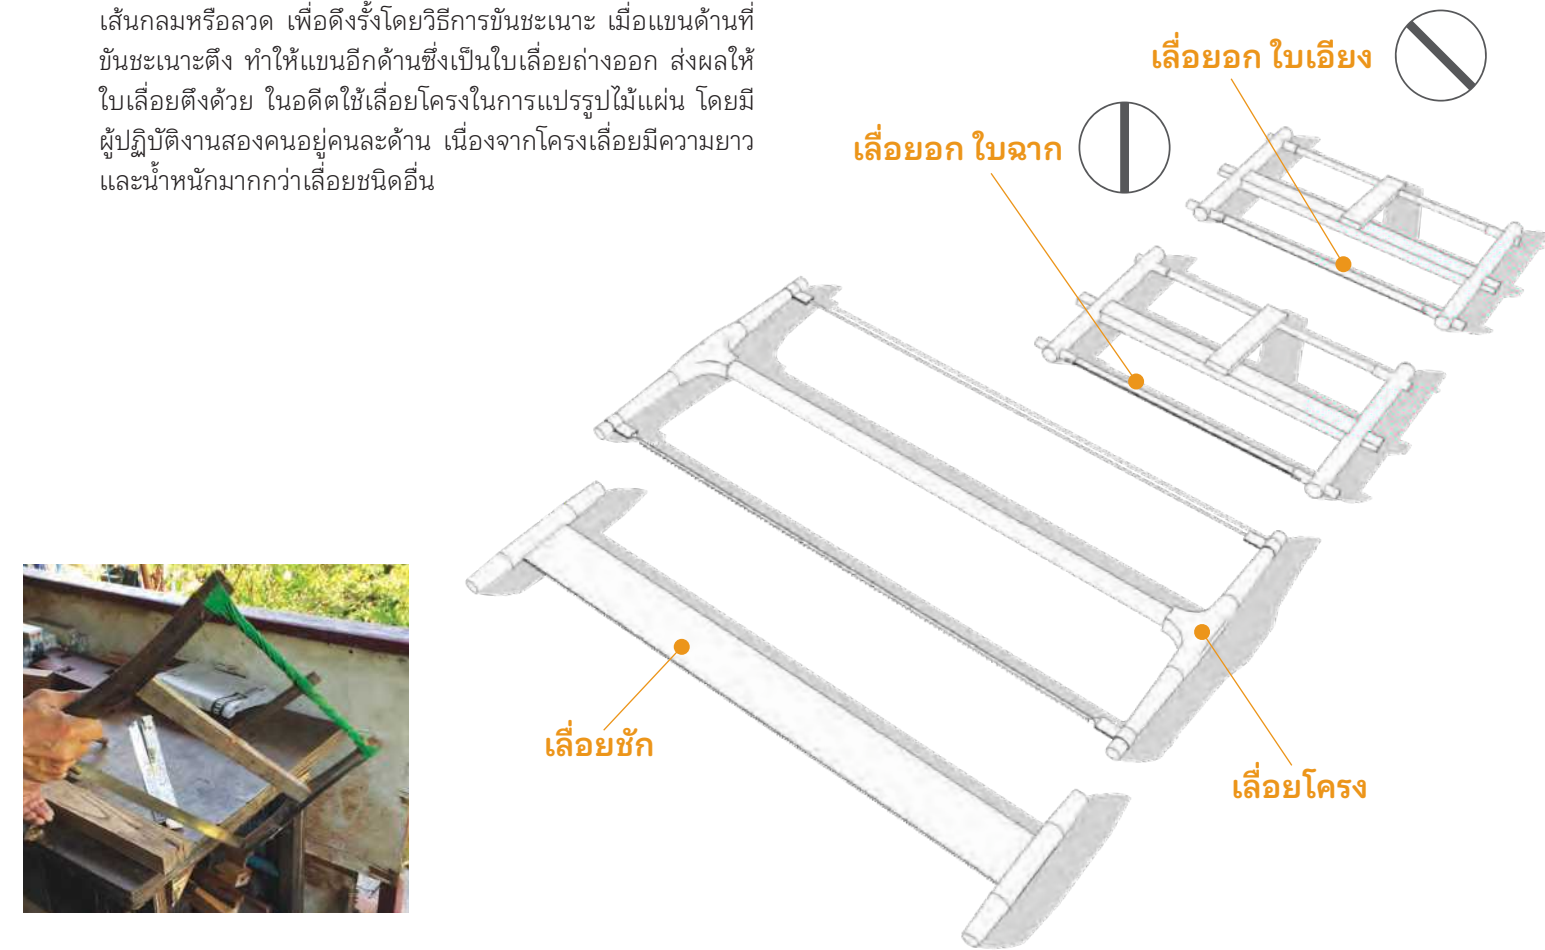 เส้นกลมหรือลวด เพื่อดึงรั้งโดยวิธีการขันชะเนาะ เมื่อแขนด้านที่
ขันชะเนาะตึง ทำให้แขนอีกด้านซึ่งเป็นใบเลื่อยถ่างออก ส่งผลให้
ใบเลื่อยตึงด้วย ในอดีตใช้เลื่อยโครงในการแปรรูปไม้แผ่น โดยมี
ผู้ปฏิบัติงานสองคนอยู่คนละด้าน เนื่องจากโครงเลื่อยมีความยาว
และน้ำหนักมากกว่าเลื่อยชนิดอื่น
เลื่อยอก ใบเอียง
เลื่อยอก ใบฉาก
เลื่อยชัก
เลื่อยโครง